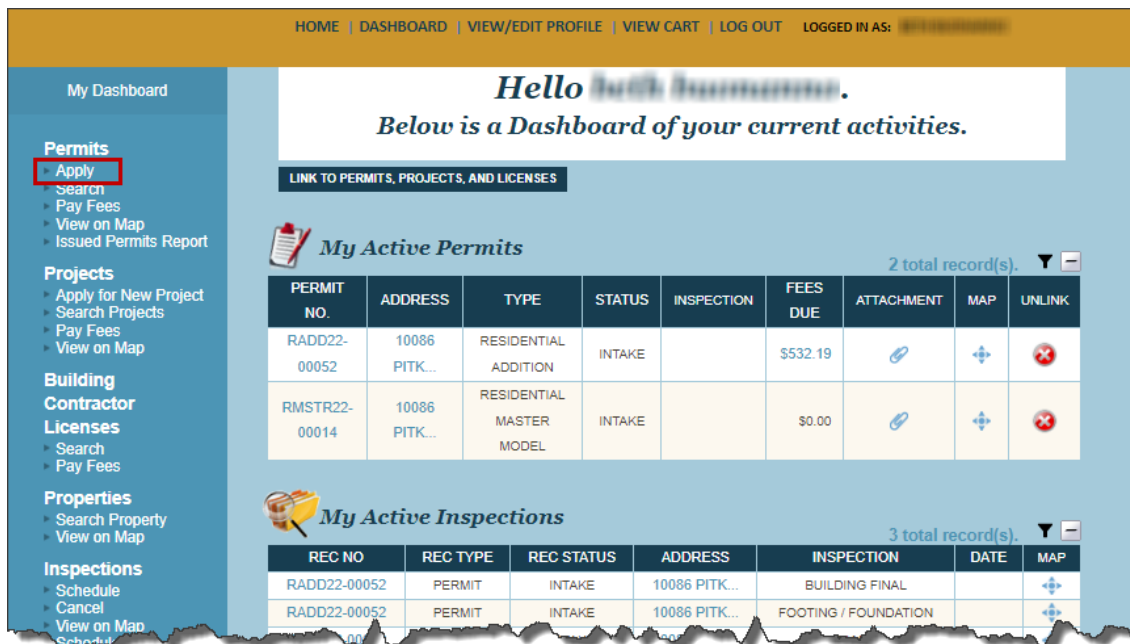 HOME | DASHBOARD | VIEW/EDIT PROFILE | VIEW CART | LOG OUT LOGGED IN AS:
My Dashboard
Permits
Apply
Search
Pay Fees
View on Map
Issued Permits Report
Projects
Apply for New Project
Search Projects
Pay Fees
View on Map
Building
Contractor
Licenses
Search
Pay Fees
Properties
Search Property
View on Map
Inspections
Schedule
Cancel
View on Map
Hello
Below is a Dashboard of your current activities.
LINK TO PERMITS, PROJECTS, AND LICENSES
My Active Permits
2 total record(s).
PERMIT NO. ADDRESS TYPE STATUS INSPECTION FEES DUE ATTACHMENT MAP UNLINK
RADD22-00052 10086 PITK... RESIDENTIAL ADDITION INTAKE $532.19
RMSTR22-00014 10086 PITK... RESIDENTIAL MASTER MODEL INTAKE $0.00
My Active Inspections
3 total record(s).
REC NO REC TYPE REC STATUS ADDRESS INSPECTION DATE MAP
RADD22-00052 PERMIT INTAKE 10086 PITK... BUILDING FINAL
RADD22-00052 PERMIT INTAKE 10086 PITK... FOOTING / FOUNDATION